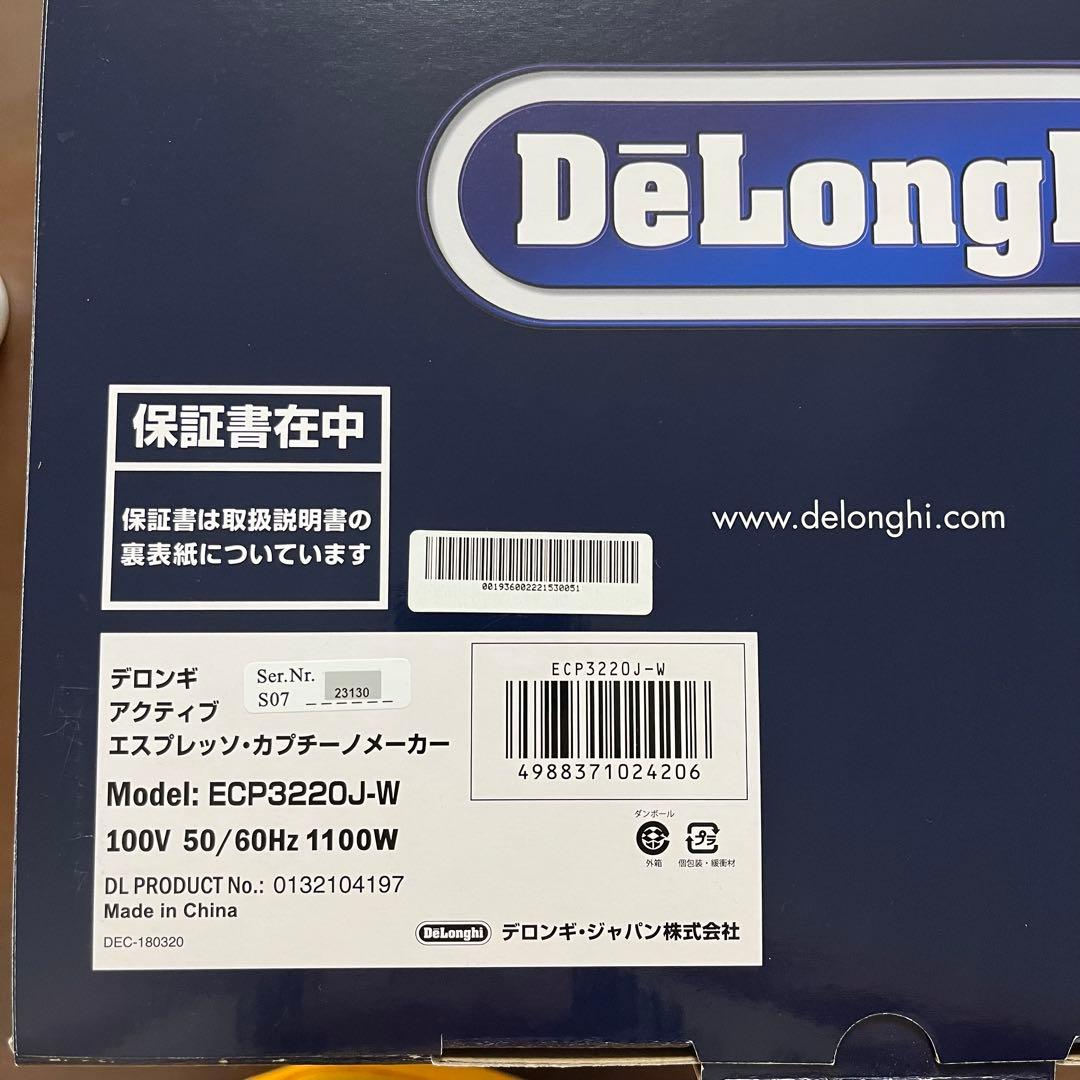 DeLongh
保証書在中
保証書は取扱説明書の
裏表紙についています
www.delonghi.com
001936002221530051
デロンギ
アクティブ
エスプレッソ・カプチーノメーカー
Ser.Nr.
S07 23130
Model: ECP3220J-W
100V 50/60Hz 1100W
DL PRODUCT No.: 0132104197
Made in China
DEC-180320
ECP3220J-W
4988371024206
ダンボール
外箱
プラ
個包装・緩衝材
DeLonghi デロンギ・ジャパン株式会社